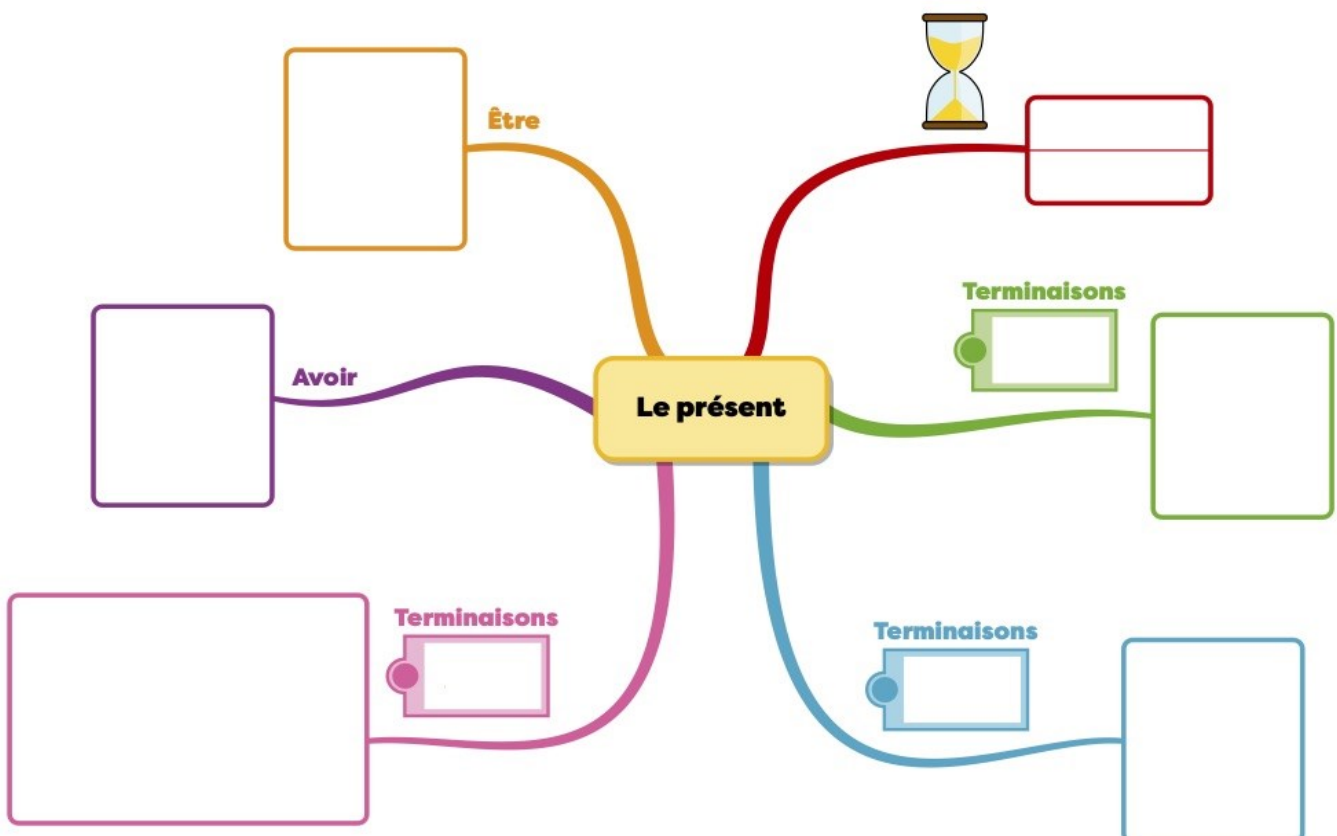 Être
Terminaisons
Avoir
Le présent
Terminaisons
Terminaisons